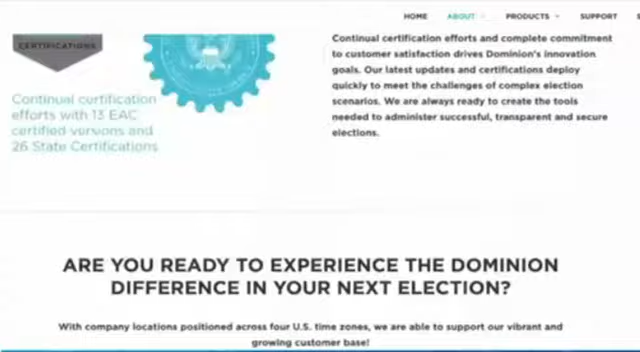 HOME ABOUT PRODUCTS SUPPORT
CERTIFICATIONS
Continual certification
efforts with 13 EAC
certified versions and
26 State Certifications
Continual certification efforts and complete commitment
to customer satisfaction drives Dominion's innovation
goals. Our latest updates and certifications deploy
quickly to meet the challenges of complex election
scenarios. We are always ready to create the tools
needed to administer successful, transparent and secure
elections.
ARE YOU READY TO EXPERIENCE THE DOMINION
DIFFERENCE IN YOUR NEXT ELECTION?
With company locations positioned across four U.S. time zones, we are able to support our vibrant and
growing customer base!